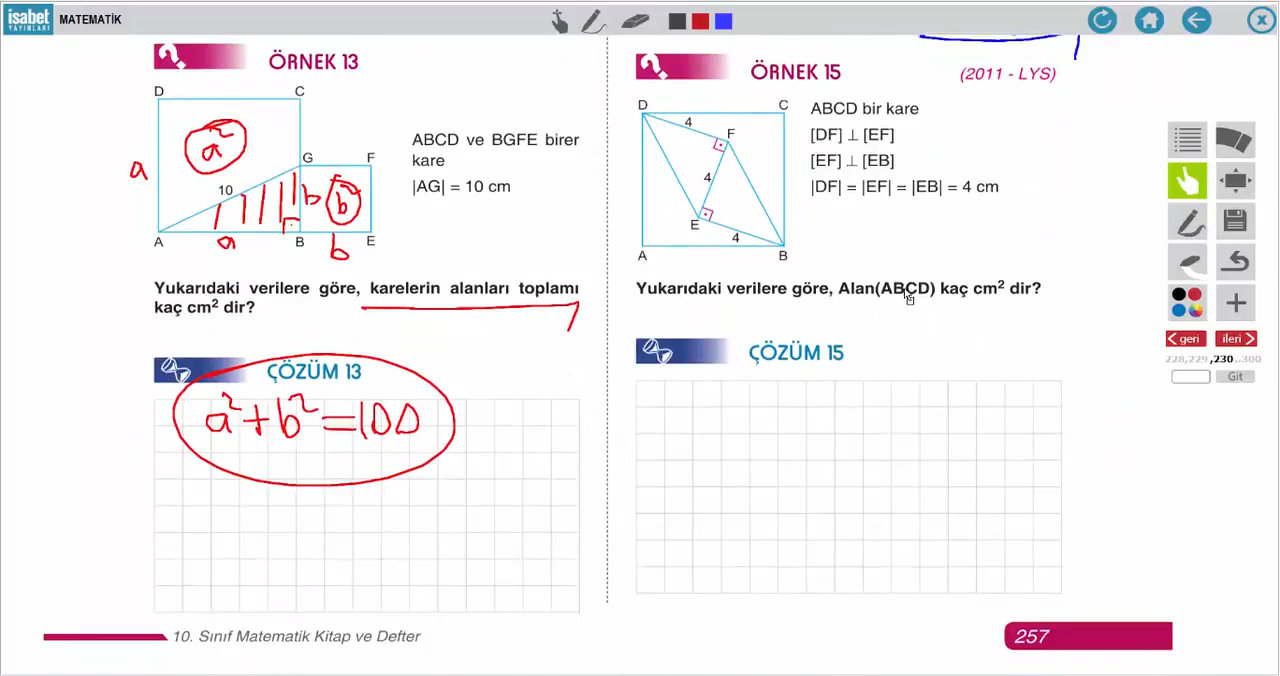 isabet
YAYINLARI
MATEMATİK
ÖRNEK 13
D
C
G
F
10
A
B
E
a
a²
a
b
b²
b
ABCD ve BGFE birer
kare
|AG| = 10 cm
Yukarıdaki verilere göre, karelerin alanları toplamı
kaç cm² dir?
ÇÖZÜM 13
a² + b² = 100
10. Sınıf Matematik Kitap ve Defter
ÖRNEK 15
(2011 - LYS)
D
C
4
F
4
E
4
A
B
ABCD bir kare
[DF] ⊥ [EF]
[EF] ⊥ [EB]
|DF| = |EF| = |EB| = 4 cm
Yukarıdaki verilere göre, Alan(ABCD) kaç cm² dir?
ÇÖZÜM 15
257
geri
ileri
228,229,230...300
Git